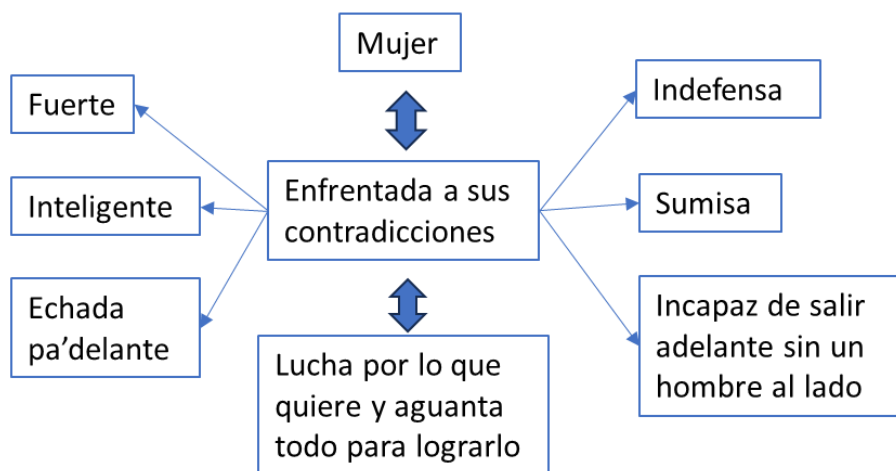 Mujer
Fuerte
Indefensa
Enfrentada a sus
contradicciones
Inteligente
Sumisa
Echada
pa’delante
Incapaz de salir
adelante sin un
hombre al lado
Lucha por lo que
quiere y aguanta
todo para lograrlo